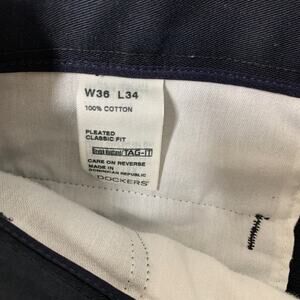 W36 L34
100% COTTON
PLEATED
CLASSIC FIT
TAG-IT
CARE ON REVERSE
MADE IN
DOMINICAN REPUBLIC
DOCKERS®